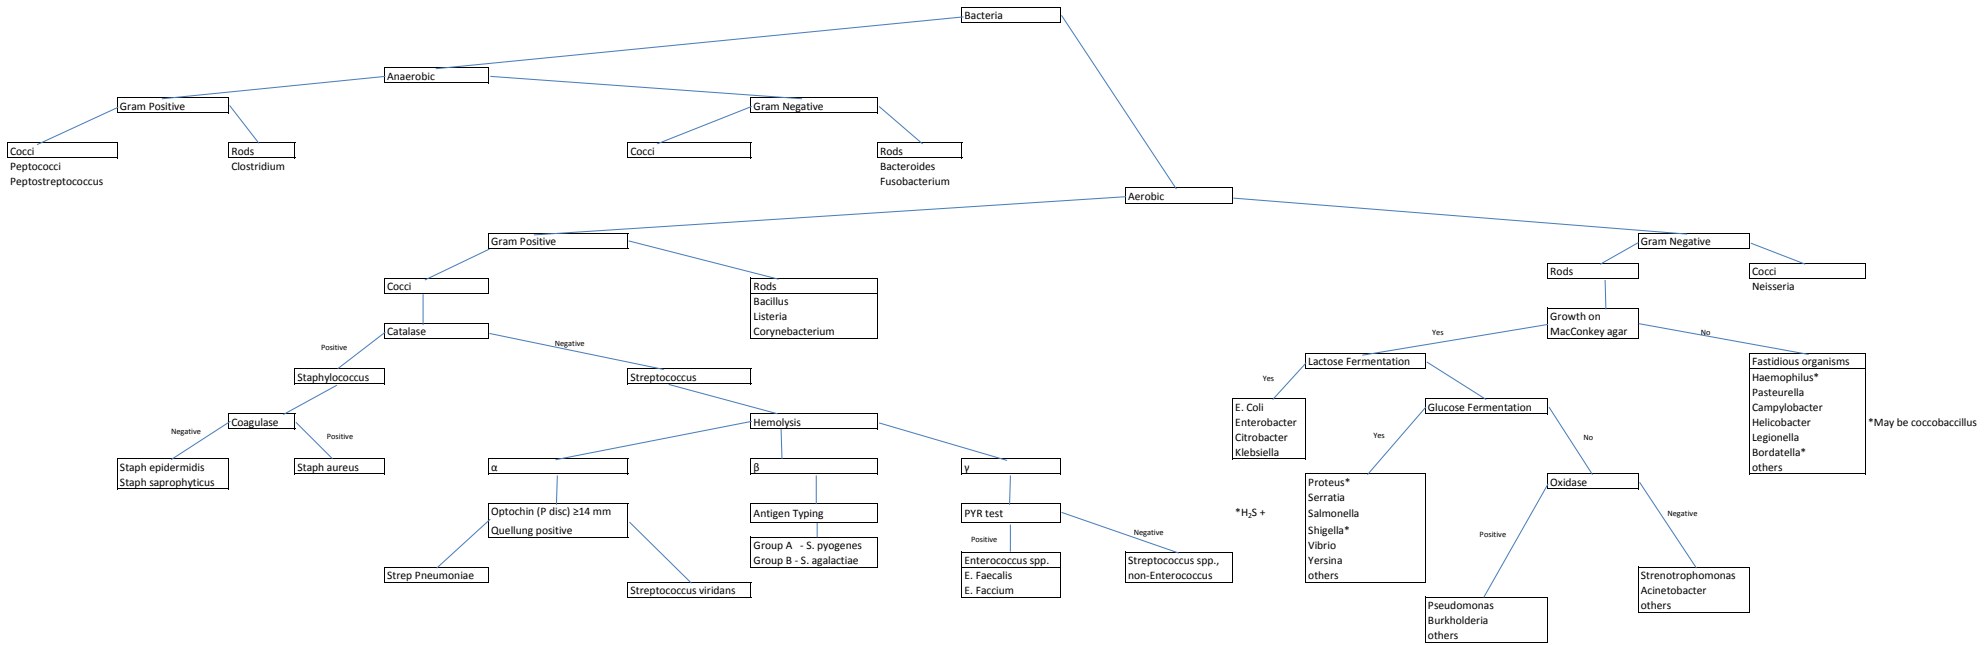 Bacteria
Anaerobic
Gram Positive
Gram Negative
Cocci
Peptococci
Peptostreptococcus
Rods
Clostridium
Cocci
Rods
Bacteroides
Fusobacterium
Aerobic
Gram Positive
Gram Negative
Cocci
Rods
Bacillus
Listeria
Corynebacterium
Rods
Cocci
Neisseria
Catalase
Growth on
MacConkey agar
Positive
Negative
Yes
No
Staphylococcus
Streptococcus
Lactose Fermentation
Fastidious organisms
Haemophilus*
Pasteurella
Campylobacter
Helicobacter
Legionella
Bordatella*
others
*May be coccobaccillus
Coagulase
Hemolysis
Yes
E. Coli
Enterobacter
Citrobacter
Klebsiella
Glucose Fermentation
Negative
Positive
Yes
No
Staph epidermidis
Staph saprophyticus
Staph aureus
α
β
γ
Optochin (P disc) ≥14 mm
Quellung positive
Antigen Typing
PYR test
*H₂S +
Proteus*
Serratia
Salmonella
Shigella*
Vibrio
Yersina
others
Oxidase
Positive
Negative
Positive
Negative
Group A - S. pyogenes
Group B - S. agalactiae
Enterococcus spp.
E. Faecalis
E. Faccium
Streptococcus spp.,
non-Enterococcus
Strep Pneumoniae
Streptococcus viridans
Strenotrophomonas
Acinetobacter
others
Pseudomonas
Burkholderia
others